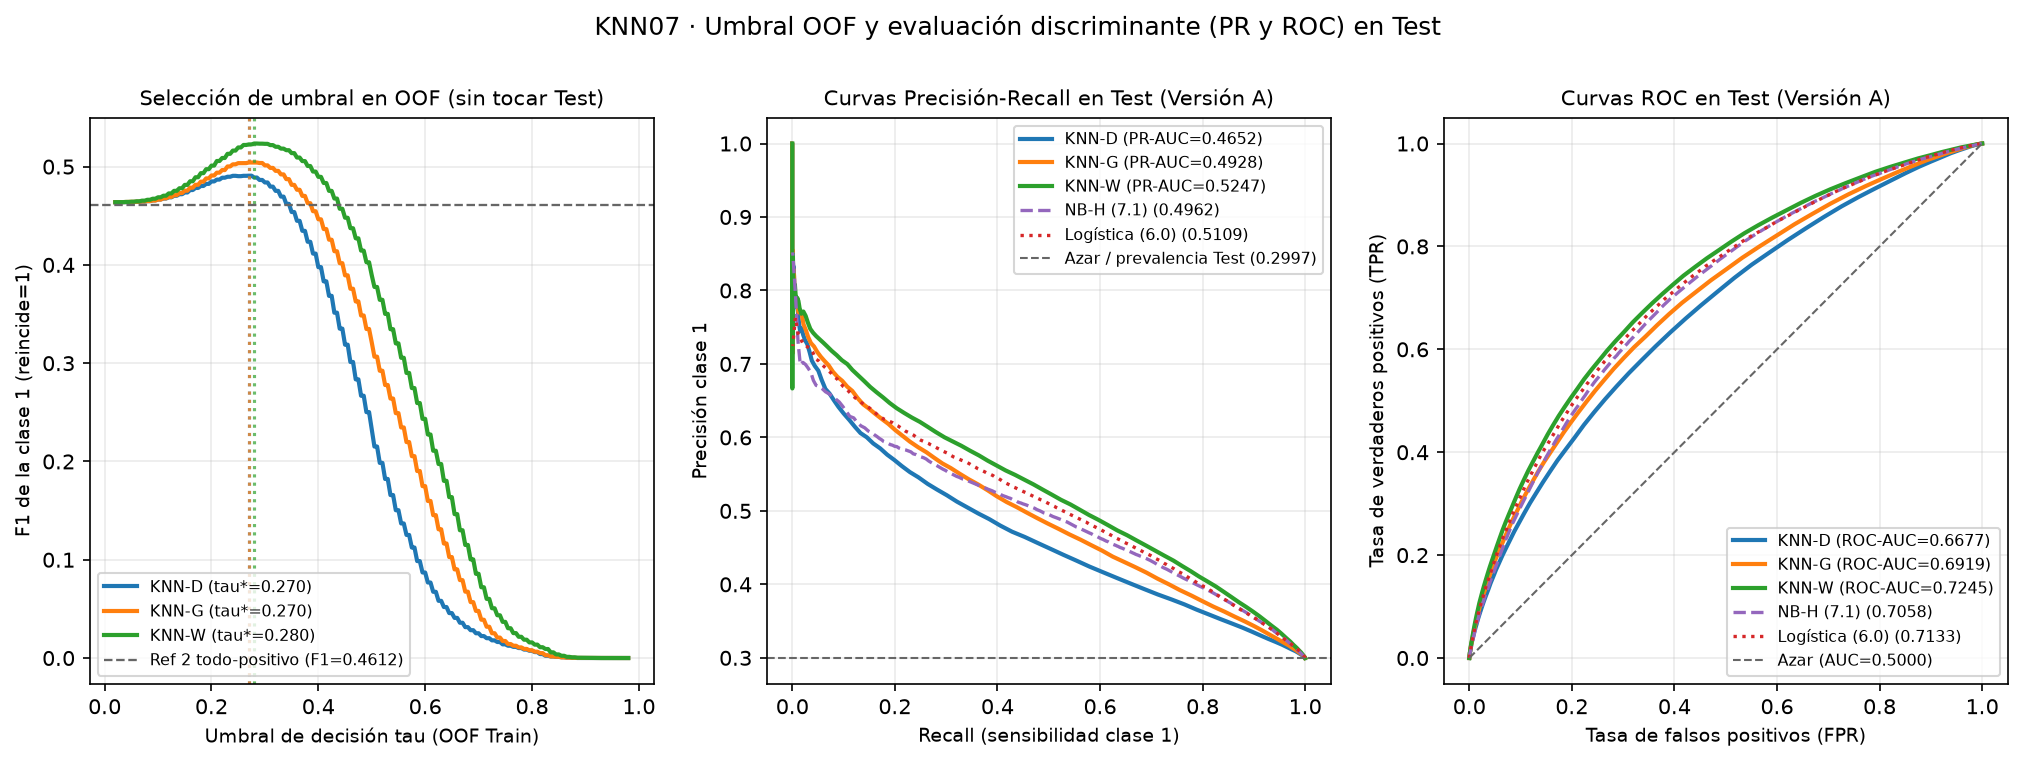 KNN07 · Umbral OOF y evaluación discriminante (PR y ROC) en Test
Selección de umbral en OOF (sin tocar Test)
F1 de la clase 1 (reincide=1)
0.5
0.4
0.3
0.2
0.1
0.0
KNN-D (tau*=0.270)
KNN-G (tau*=0.270)
KNN-W (tau*=0.280)
Ref 2 todo-positivo (F1=0.4612)
0.0 0.2 0.4 0.6 0.8 1.0
Umbral de decisión tau (OOF Train)
Curvas Precisión-Recall en Test (Versión A)
Precisión clase 1
1.0
0.9
0.8
0.7
0.6
0.5
0.4
0.3
KNN-D (PR-AUC=0.4652)
KNN-G (PR-AUC=0.4928)
KNN-W (PR-AUC=0.5247)
NB-H (7.1) (0.4962)
Logística (6.0) (0.5109)
Azar / prevalencia Test (0.2997)
0.0 0.2 0.4 0.6 0.8 1.0
Recall (sensibilidad clase 1)
Curvas ROC en Test (Versión A)
Tasa de verdaderos positivos (TPR)
1.0
0.8
0.6
0.4
0.2
0.0
KNN-D (ROC-AUC=0.6677)
KNN-G (ROC-AUC=0.6919)
KNN-W (ROC-AUC=0.7245)
NB-H (7.1) (0.7058)
Logística (6.0) (0.7133)
Azar (AUC=0.5000)
0.0 0.2 0.4 0.6 0.8 1.0
Tasa de falsos positivos (FPR)